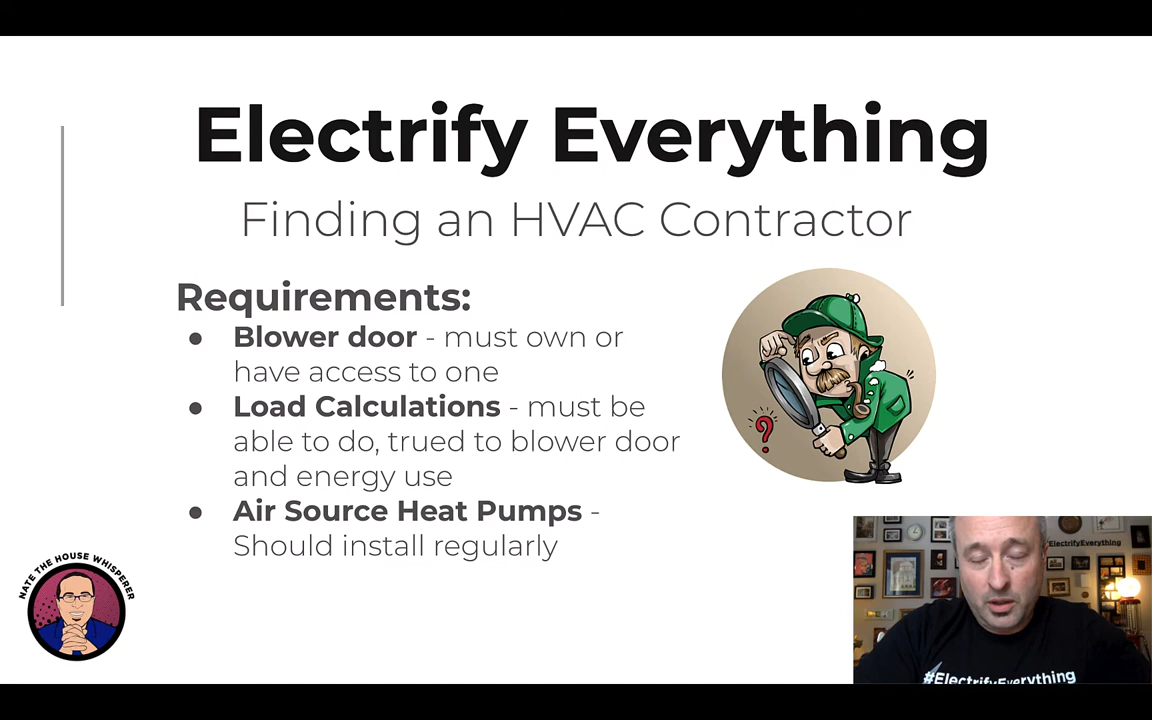 Electrify Everything
Finding an HVAC Contractor
Requirements:
● Blower door - must own or
have access to one
● Load Calculations - must be
able to do, trued to blower door
and energy use
● Air Source Heat Pumps -
Should install regularly
?
NATE THE HOUSE WHISPERER
ElectrifyEverything
#ElectrifyEverything